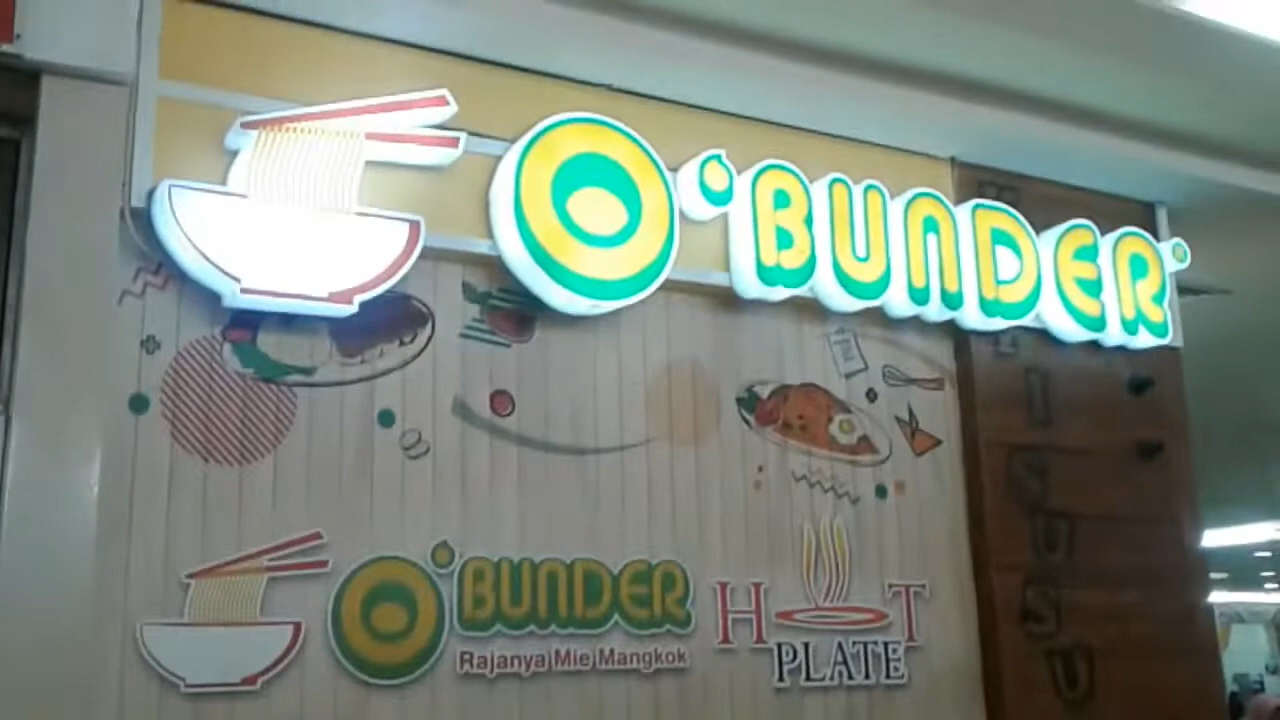 O'BUNDER
O'BUNDER
Rajanya Mie Mangkok
HOT
PLATE